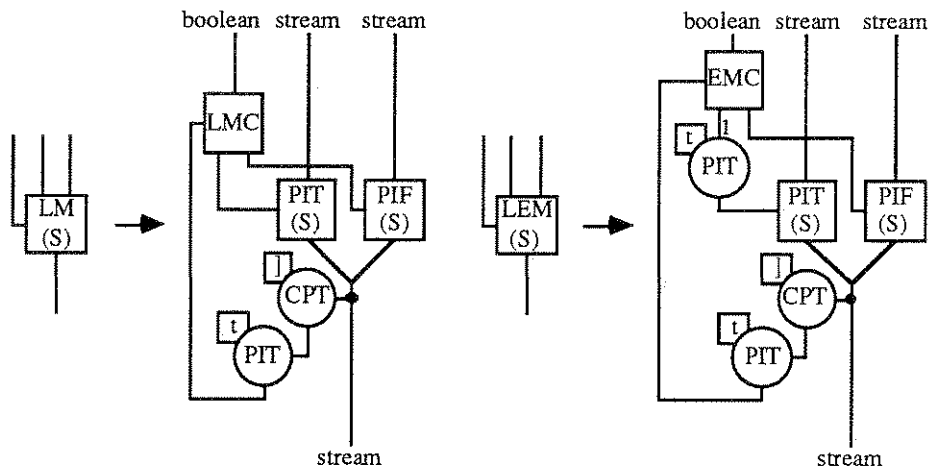 boolean stream stream
LMC
LM
(S)
PIT
(S)
PIF
(S)
]
CPT
t
PIT
stream
boolean stream stream
EMC
t
1
PIT
LEM
(S)
PIT
(S)
PIF
(S)
]
CPT
t
PIT
stream